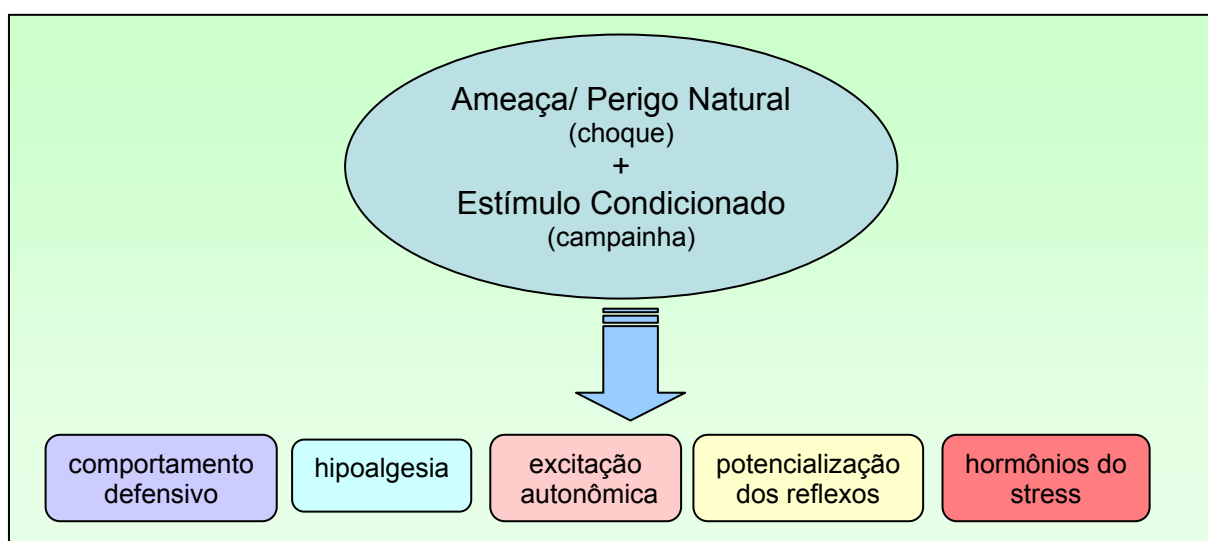 Ameaça/ Perigo Natural
(choque)
+
Estímulo Condicionado
(campainha)
comportamento
defensivo
hipoalgesia
excitação
autonômica
potencialização
dos reflexos
hormônios do
stress